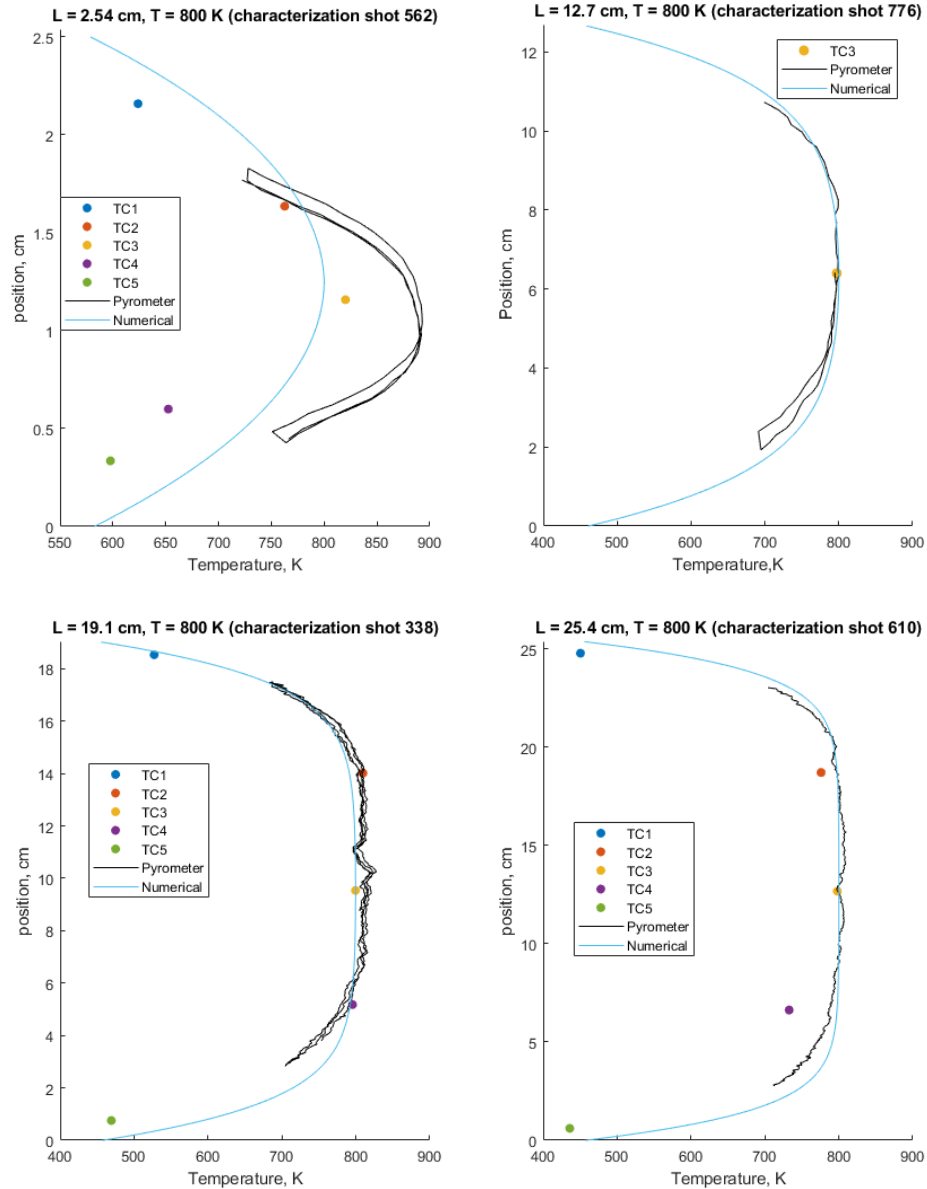 L = 2.54 cm, T = 800 K (characterization shot 562)
2.5
2
1.5
1
0.5
0
position, cm
TC1
TC2
TC3
TC4
TC5
Pyrometer
Numerical
550 600 650 700 750 800 850 900
Temperature, K
L = 12.7 cm, T = 800 K (characterization shot 776)
12
10
8
6
4
2
0
Position, cm
TC3
Pyrometer
Numerical
400 500 600 700 800 900
Temperature,K
L = 19.1 cm, T = 800 K (characterization shot 338)
18
16
14
12
10
8
6
4
2
0
position, cm
TC1
TC2
TC3
TC4
TC5
Pyrometer
Numerical
400 500 600 700 800 900
Temperature, K
L = 25.4 cm, T = 800 K (characterization shot 610)
25
20
15
10
5
0
position, cm
TC1
TC2
TC3
TC4
TC5
Pyrometer
Numerical
400 500 600 700 800 900
Temperature, K